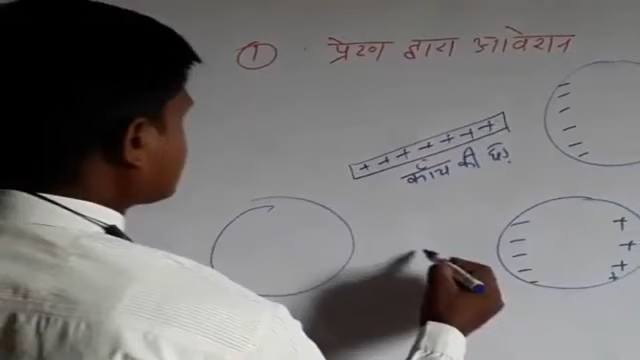 ① प्रेरण द्वारा आवेशन
+ + + + + + +
काँच की छड़
- - - - -
- - - - -
+ + + +